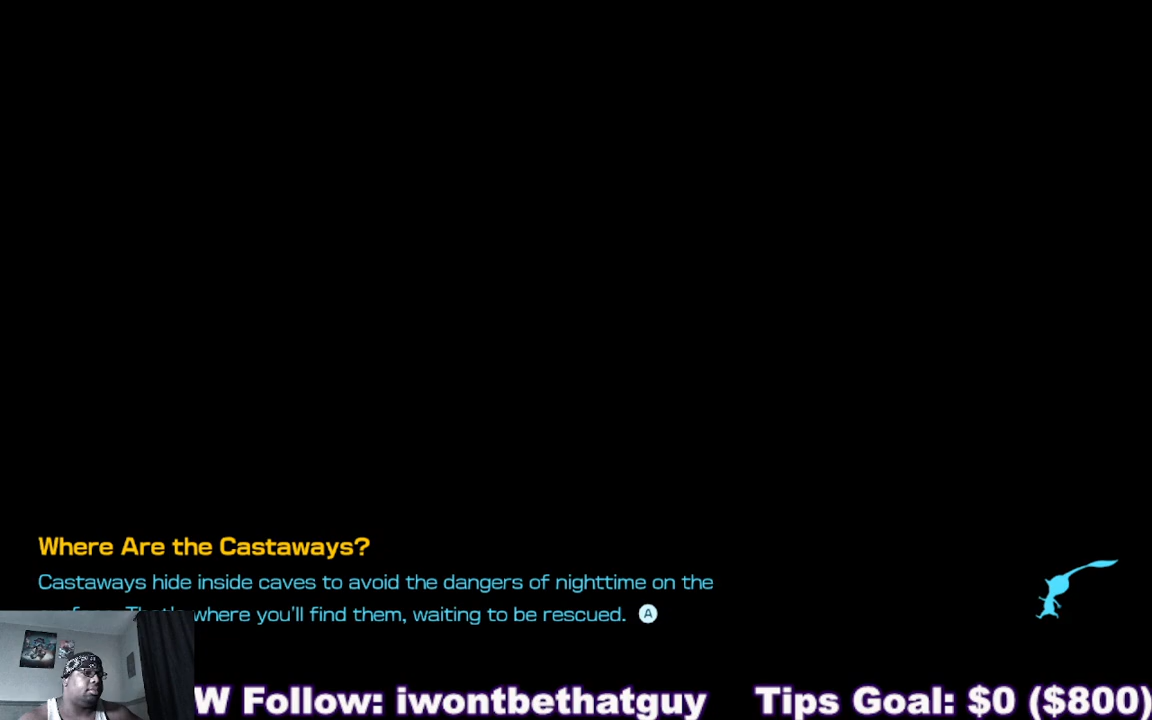 Where Are the Castaways?
Castaways hide inside caves to avoid the dangers of nighttime on the
That's where you'll find them, waiting to be rescued. A
W Follow: iwontbethatguy Tips Goal: $0 ($800)